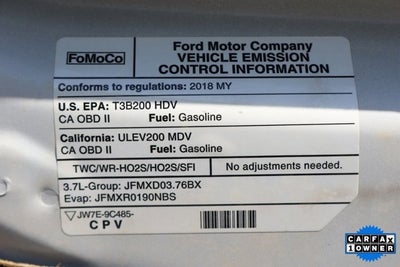 FoMoCo
Ford Motor Company
VEHICLE EMISSION
CONTROL INFORMATION
Conforms to regulations: 2018 MY
U.S. EPA: T3B200 HDV
CA OBD II Fuel: Gasoline
California: ULEV200 MDV
CA OBD II Fuel: Gasoline
TWC/WR-HO2S/HO2S/SFI No adjustments needed.
3.7L-Group: JFMXD03.76BX
Evap: JFMXR0190NBS
JW7E-9C485-
CPV
CARFAX
1OWNER